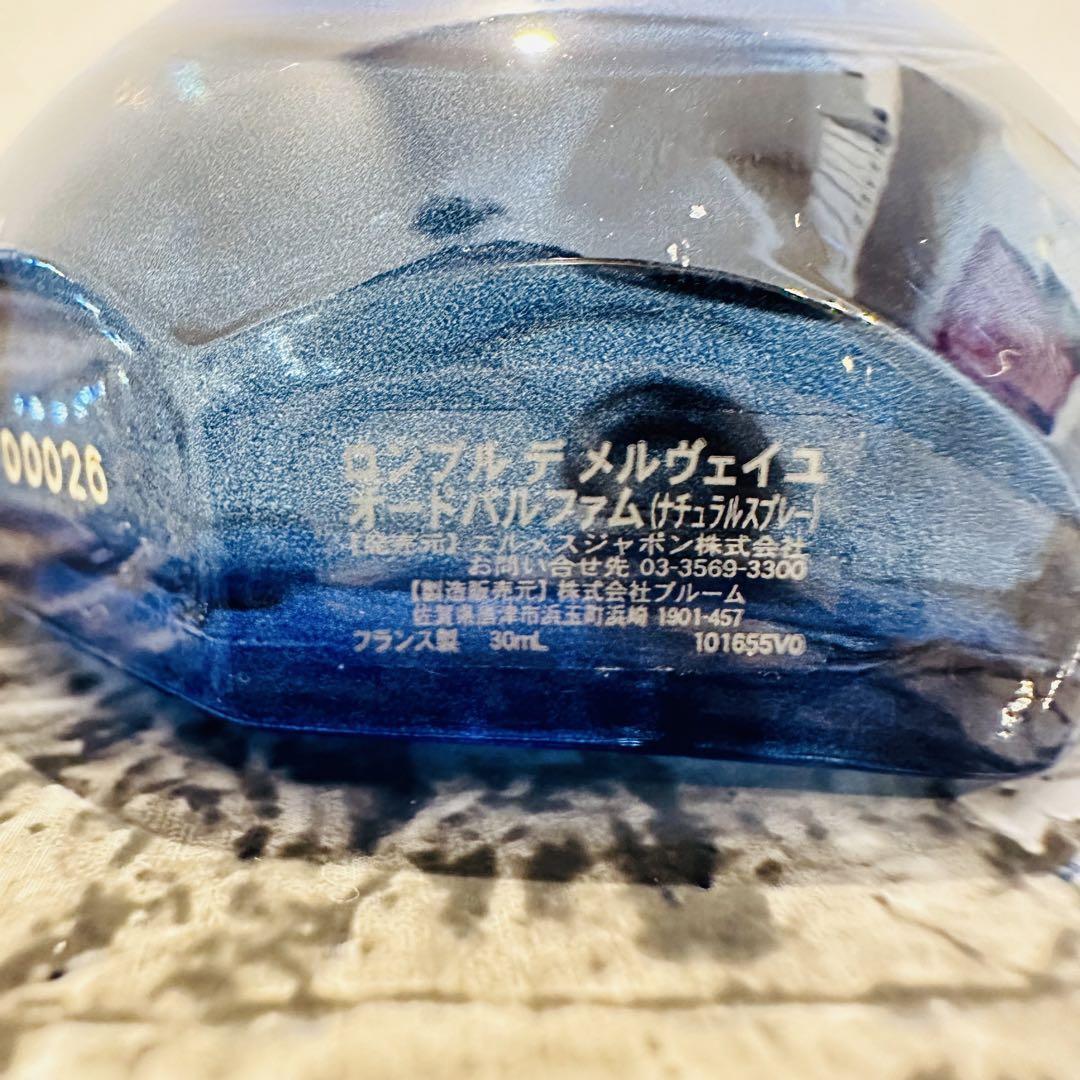 00026
ロンブル デ メルヴェイユ
オードパルファム (ナチュラルスプレー)
【発売元】エルメスジャポン株式会社
お問い合せ先 03-3569-3300
【製造販売元】株式会社ブルーム
佐賀県唐津市浜玉町浜崎 1901-457
フランス製 30mL 101655V0